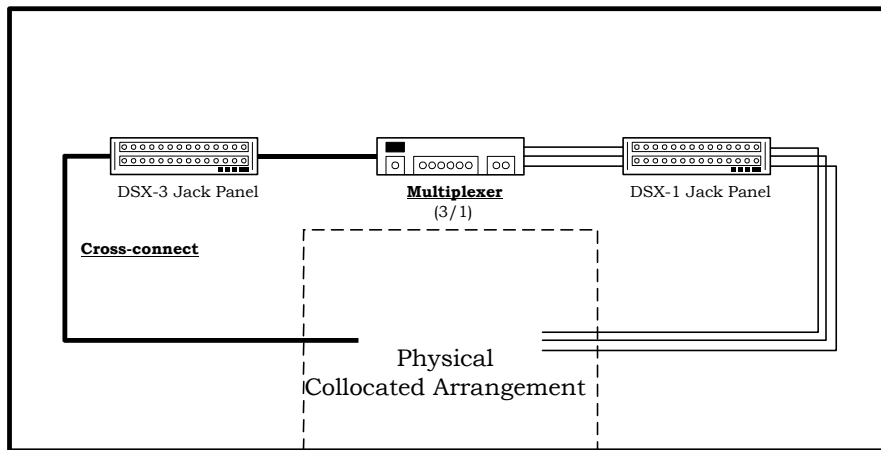 DSX-3 Jack Panel
Multiplexer
(3/1)
DSX-1 Jack Panel
Cross-connect
Physical
Collocated Arrangement